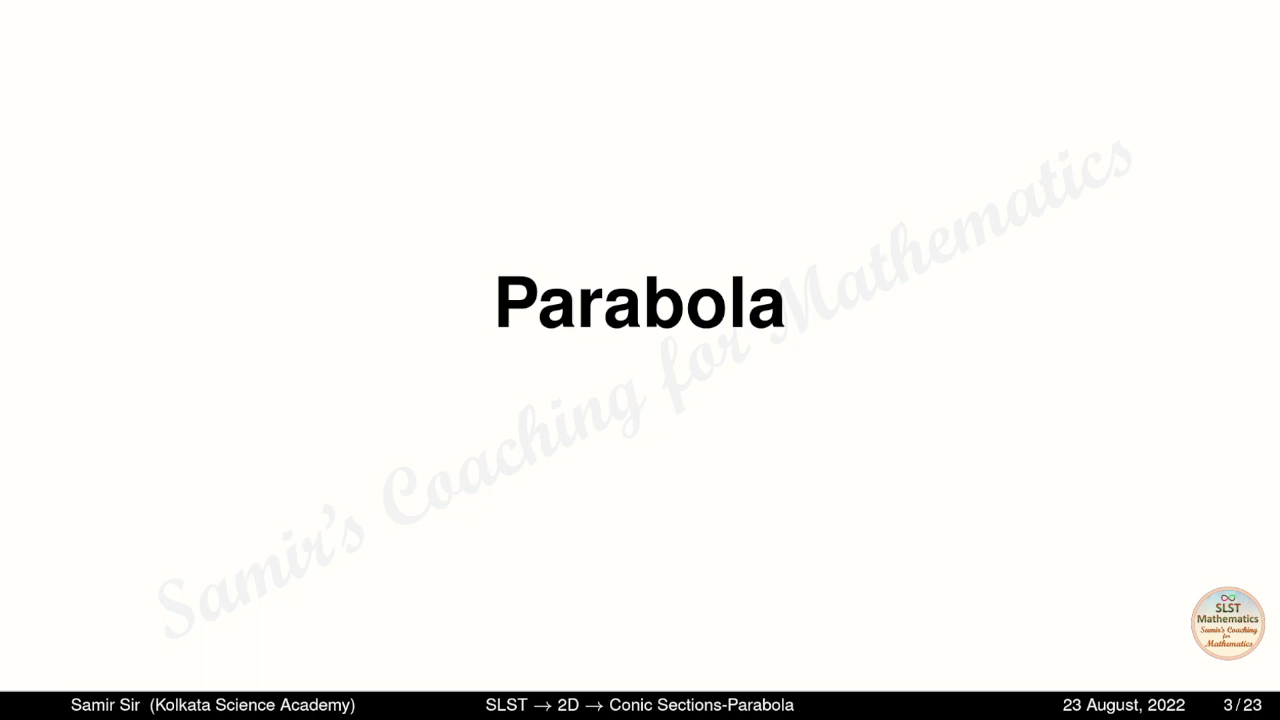 Parabola
Samir's Coaching for Mathematics
SLST
Mathematics
Samir's Coaching
for
Mathematics
Samir Sir (Kolkata Science Academy)
SLST → 2D → Conic Sections-Parabola
23 August, 2022
3 / 23